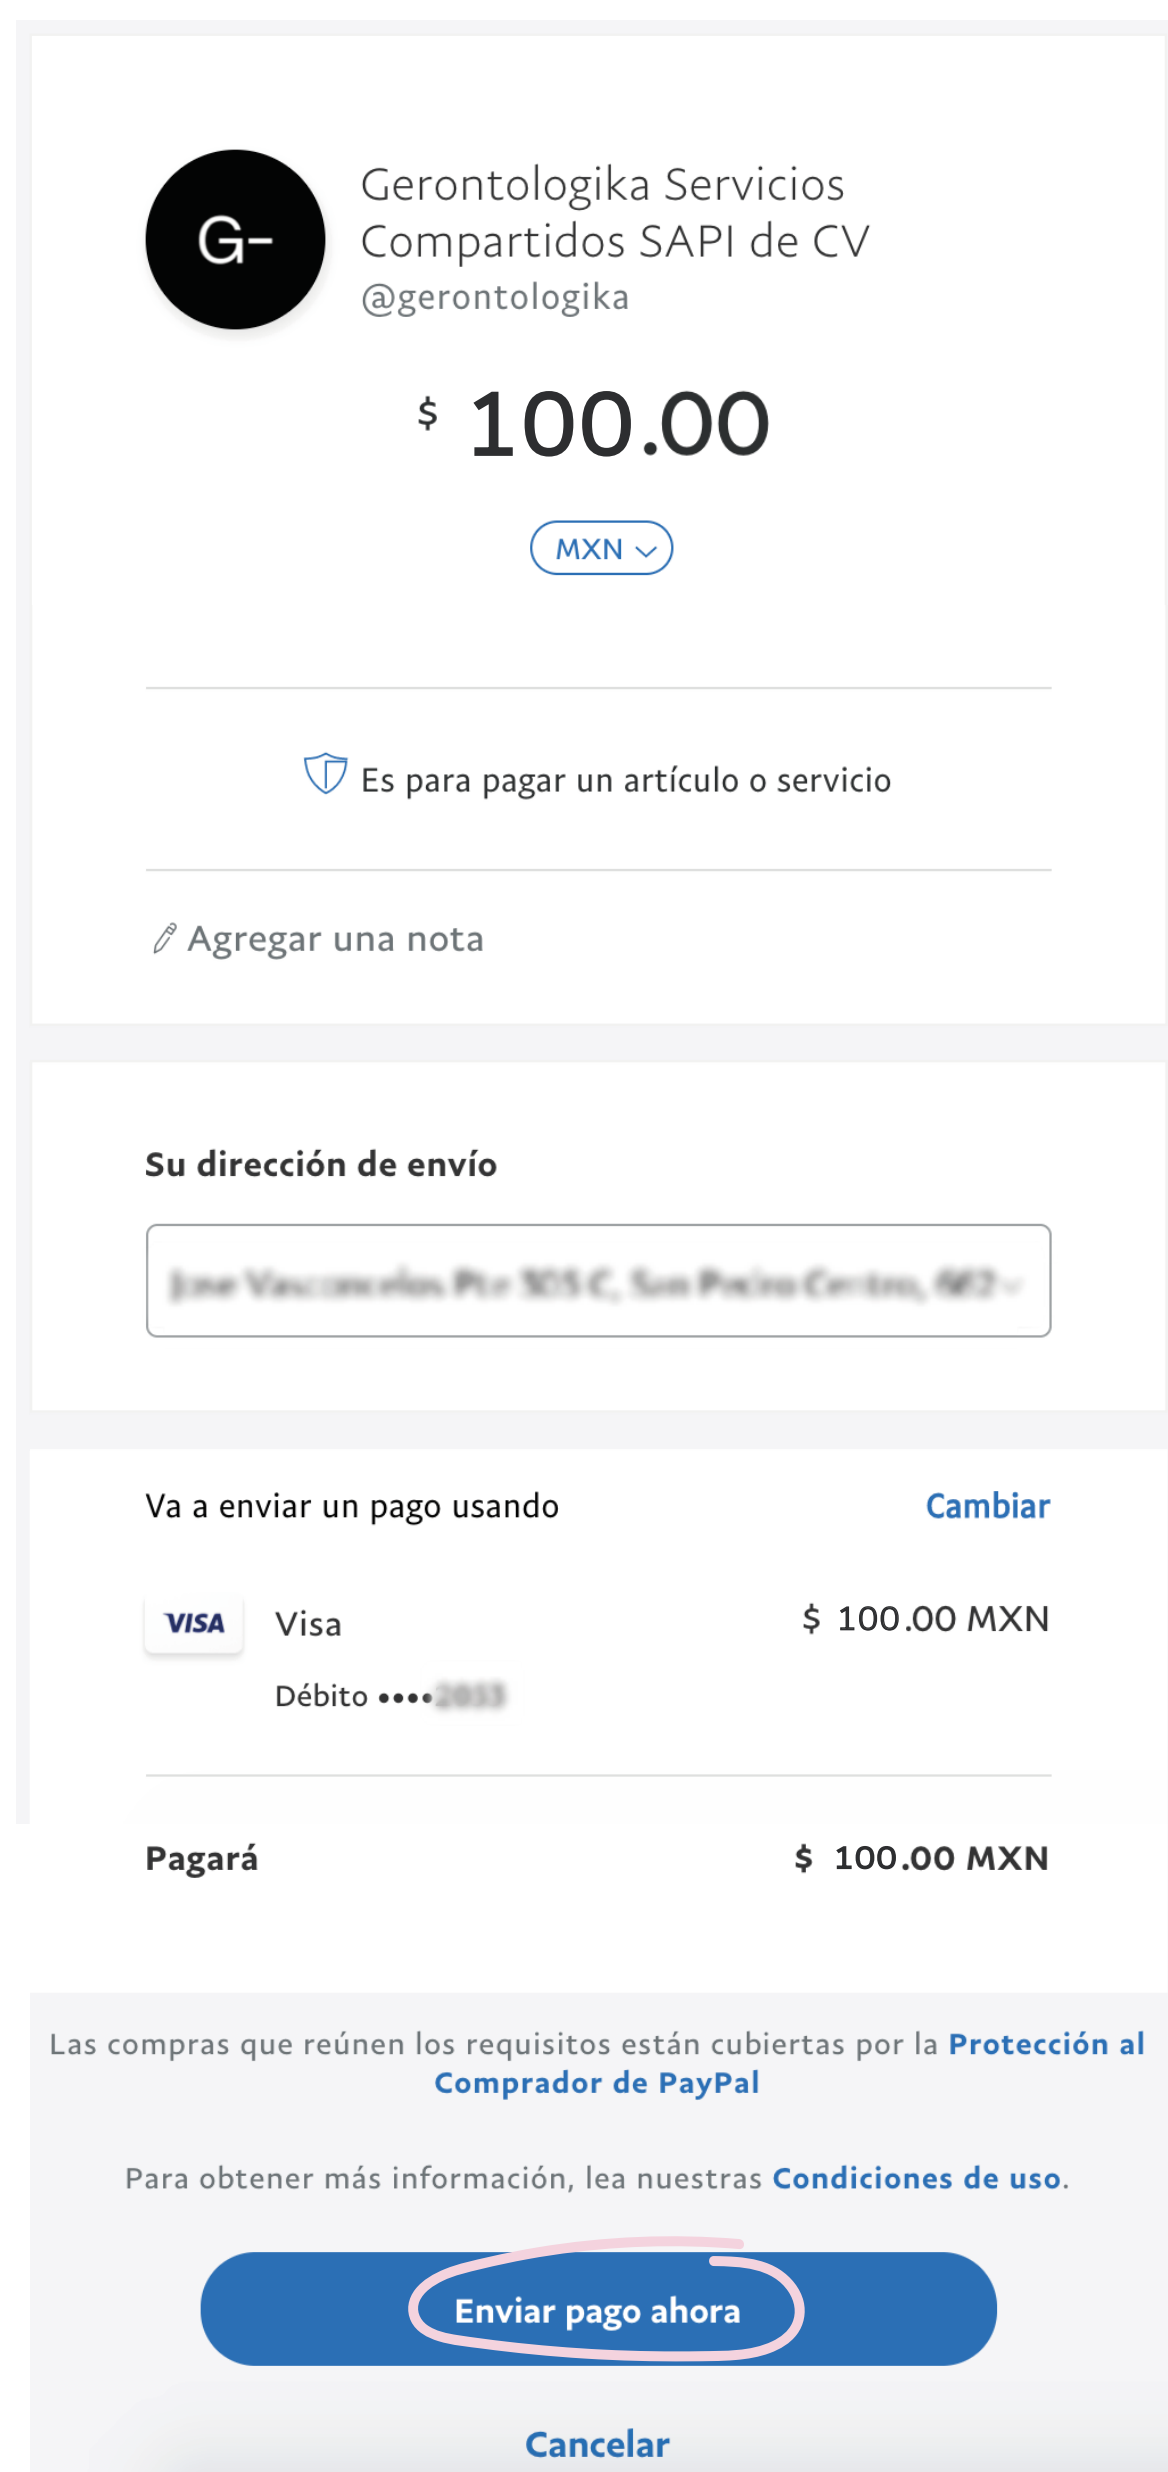 G-
Gerontologika Servicios
Compartidos SAPI de CV
@gerontologika
$ 100.00
MXN
Es para pagar un artículo o servicio
Agregar una nota
Su dirección de envío
Va a enviar un pago usando Cambiar
VISA Visa $ 100.00 MXN
Débito ••••
Pagará $ 100.00 MXN
Las compras que reúnen los requisitos están cubiertas por la Protección al
Comprador de PayPal
Para obtener más información, lea nuestras Condiciones de uso.
Enviar pago ahora
Cancelar